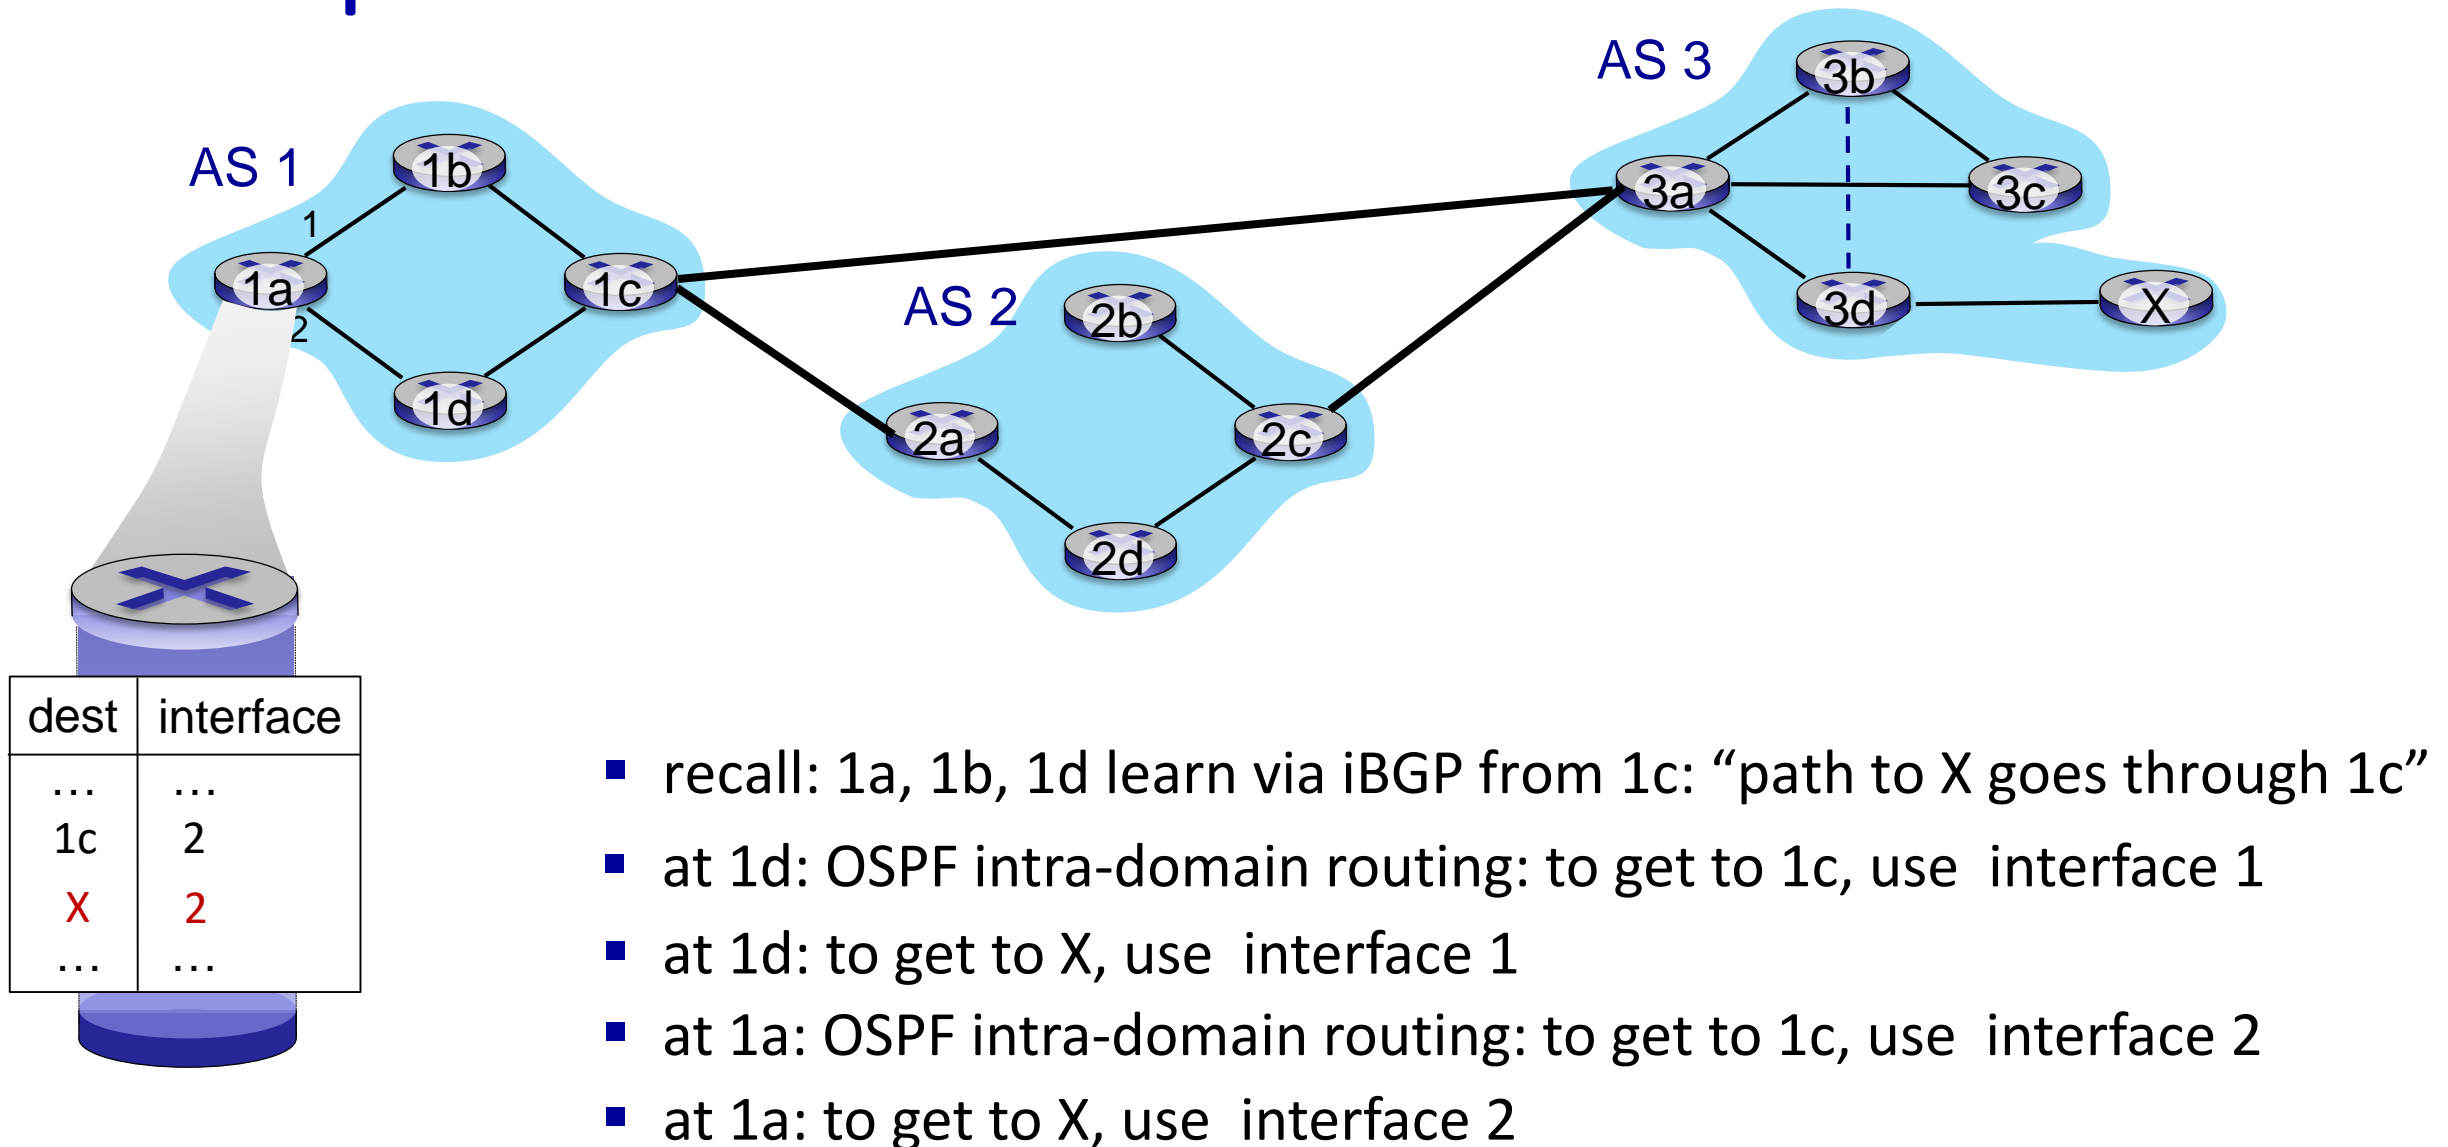 AS 3
3b
AS 1
1b
3a
3c
1
1a
1c
2
AS 2
2b
3d
X
1d
2a
2c
2d
dest interface
... ...
1c 2
X 2
... ...
▪ recall: 1a, 1b, 1d learn via iBGP from 1c: “path to X goes through 1c”
▪ at 1d: OSPF intra-domain routing: to get to 1c, use interface 1
▪ at 1d: to get to X, use interface 1
▪ at 1a: OSPF intra-domain routing: to get to 1c, use interface 2
▪ at 1a: to get to X, use interface 2